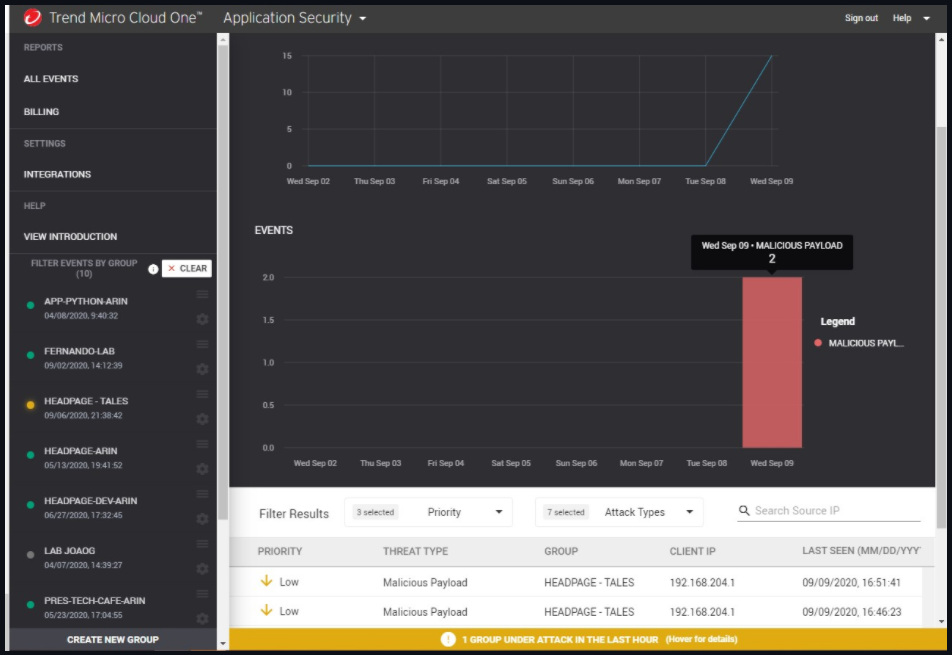 Trend Micro Cloud One™ Application Security
Sign out Help
REPORTS
ALL EVENTS
BILLING
SETTINGS
INTEGRATIONS
HELP
VIEW INTRODUCTION
FILTER EVENTS BY GROUP
(10)
i
× CLEAR
APP-PYTHON-ARIN
04/08/2020, 9:40:32
FERNANDO-LAB
09/02/2020, 14:12:39
HEADPAGE - TALES
09/06/2020, 21:38:42
HEADPAGE-ARIN
05/13/2020, 19:41:52
HEADPAGE-DEV-ARIN
06/27/2020, 17:32:45
LAB JOAOG
04/07/2020, 14:39:27
PRES-TECH-CAFE-ARIN
05/23/2020, 17:04:55
CREATE NEW GROUP
15
10
5
0
Wed Sep 02 Thu Sep 03 Fri Sep 04 Sat Sep 05 Sun Sep 06 Mon Sep 07 Tue Sep 08 Wed Sep 09
EVENTS
Wed Sep 09 • MALICIOUS PAYLOAD
2
2.0
1.5
1.0
0.5
0.0
Wed Sep 02 Thu Sep 03 Fri Sep 04 Sat Sep 05 Sun Sep 06 Mon Sep 07 Tue Sep 08 Wed Sep 09
Legend
MALICIOUS PAYL...
Filter Results 3 selected Priority 7 selected Attack Types Search Source IP
PRIORITY THREAT TYPE GROUP CLIENT IP LAST SEEN (MM/DD/YYY
Low Malicious Payload HEADPAGE - TALES 192.168.204.1 09/09/2020, 16:51:41
Low Malicious Payload HEADPAGE - TALES 192.168.204.1 09/09/2020, 16:46:23
! 1 GROUP UNDER ATTACK IN THE LAST HOUR (Hover for details)